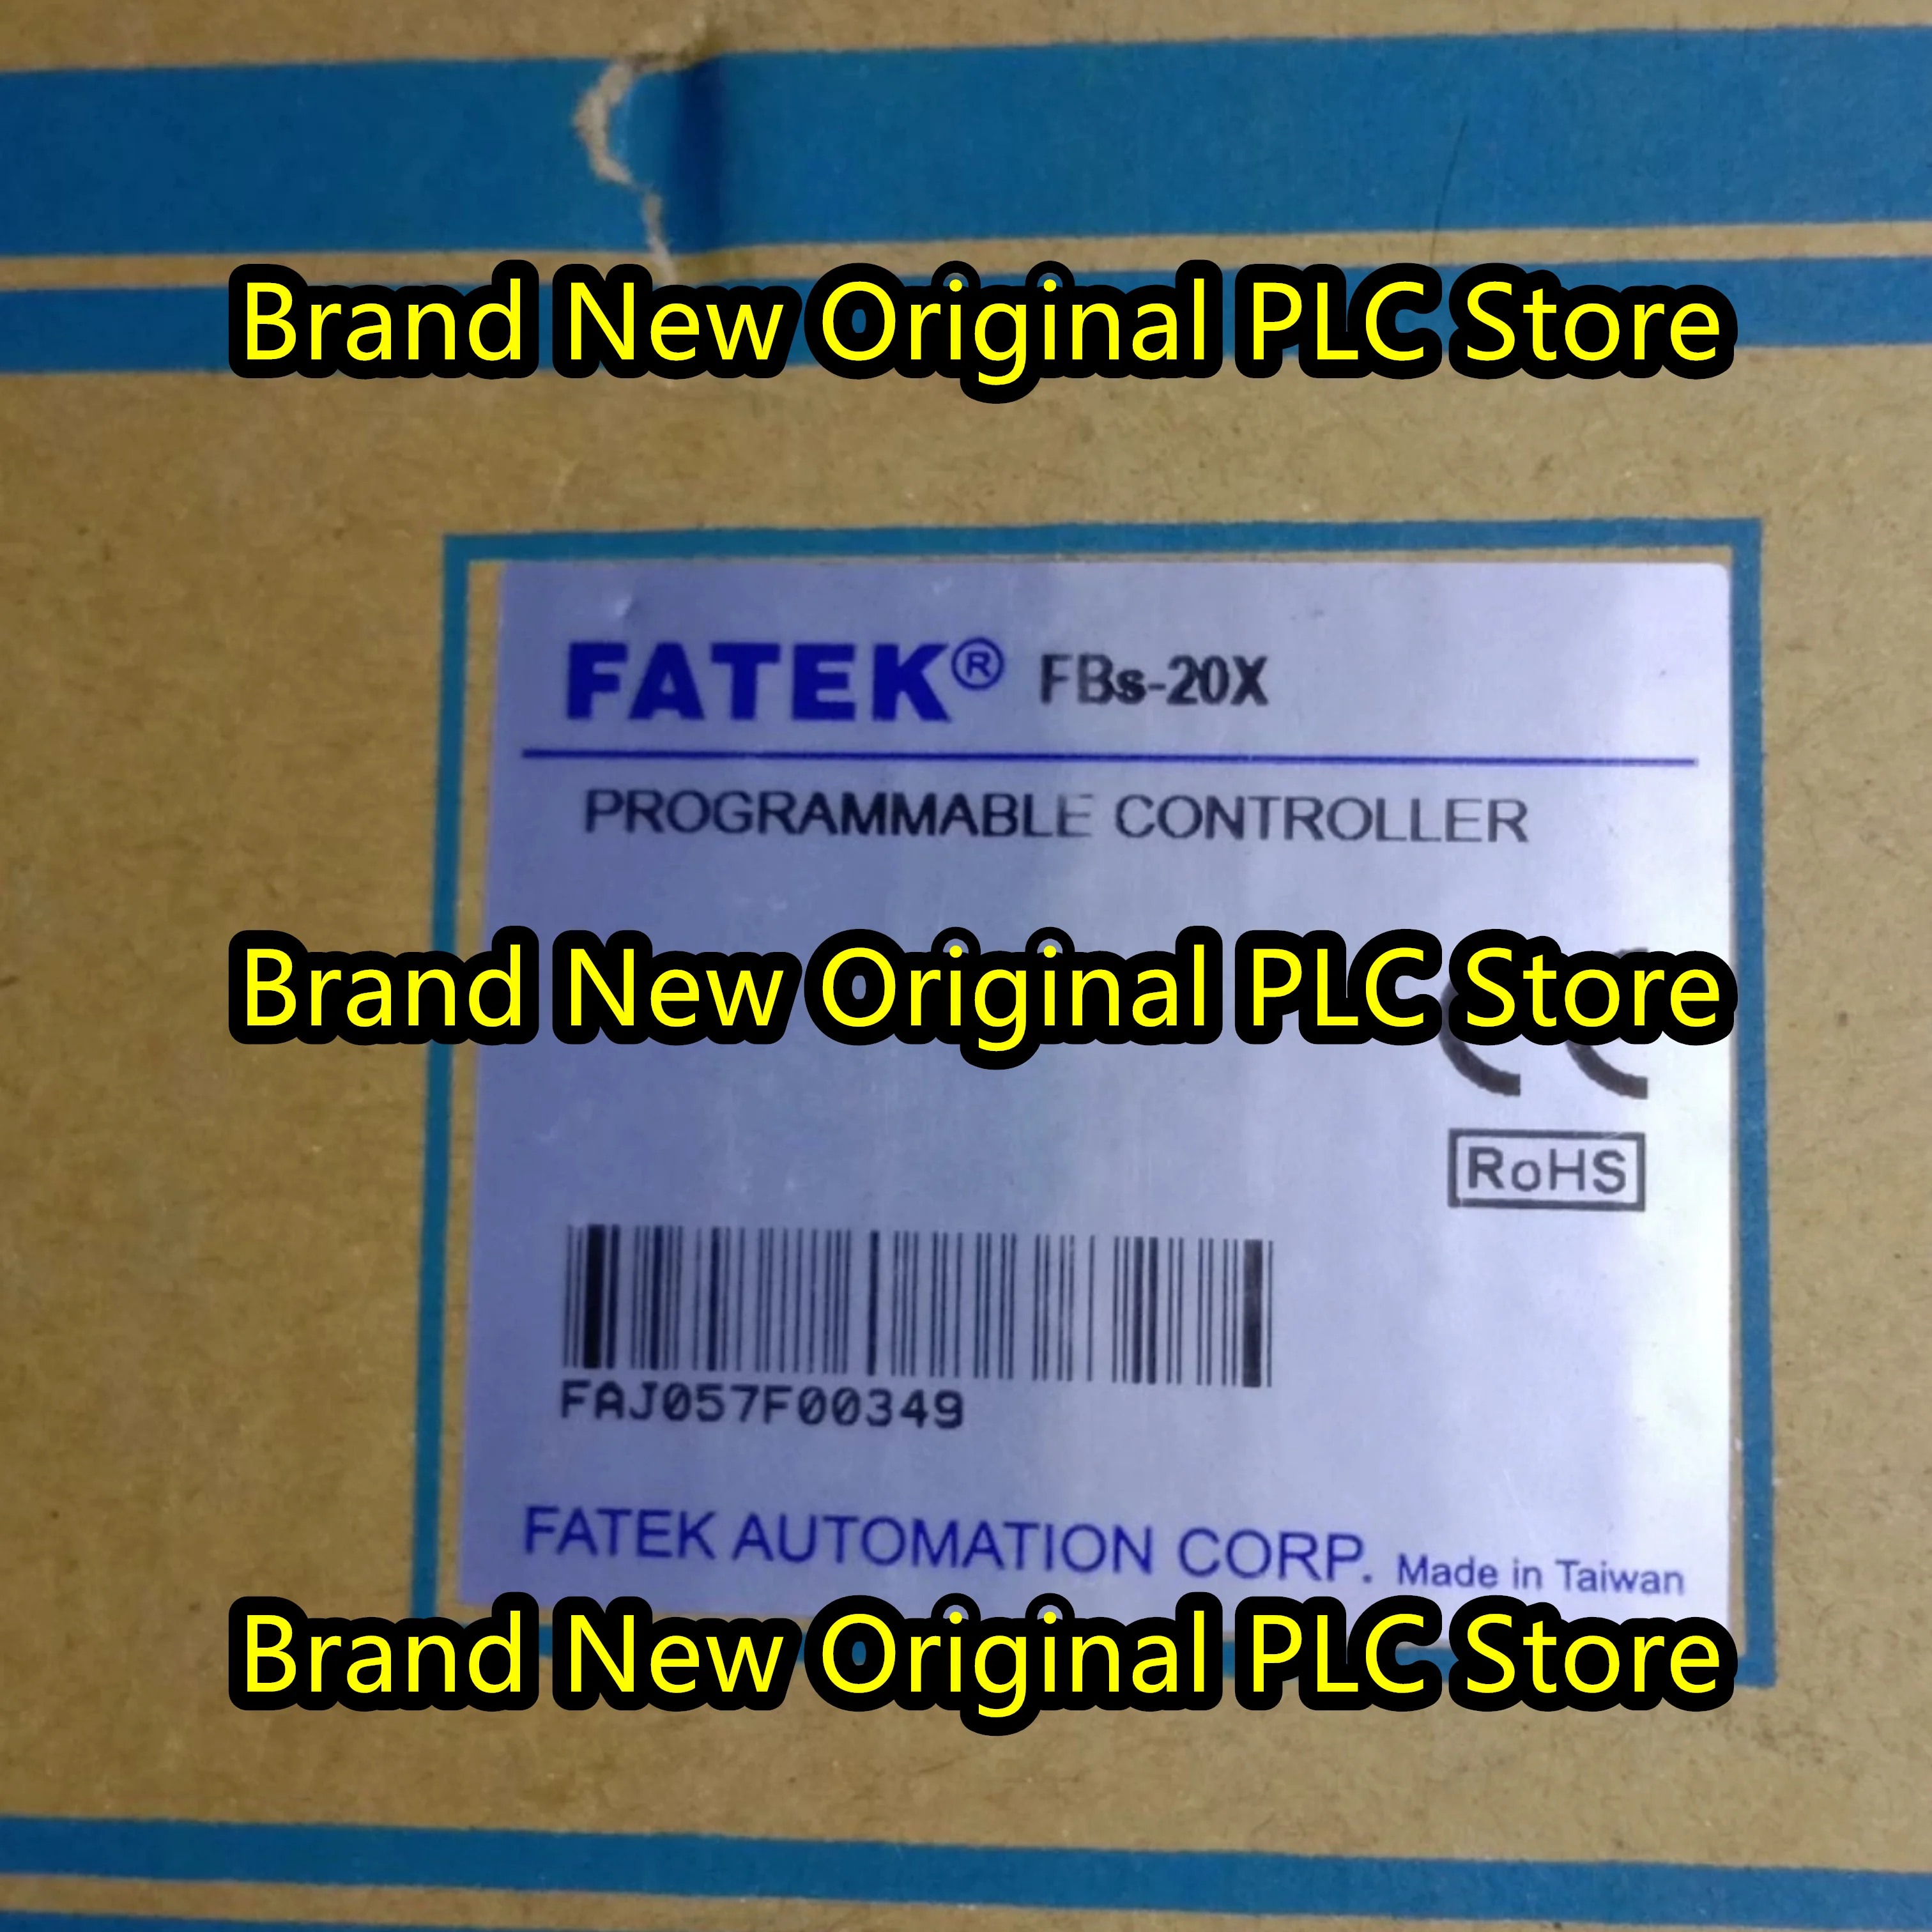 Brand New Original PLC Store
FATEK® FBs-20X
PROGRAMMABLE CONTROLLER
Brand New Original PLC Store
CE
RoHS
FAJ057F00349
FATEK AUTOMATION CORP. Made in Taiwan
Brand New Original PLC Store